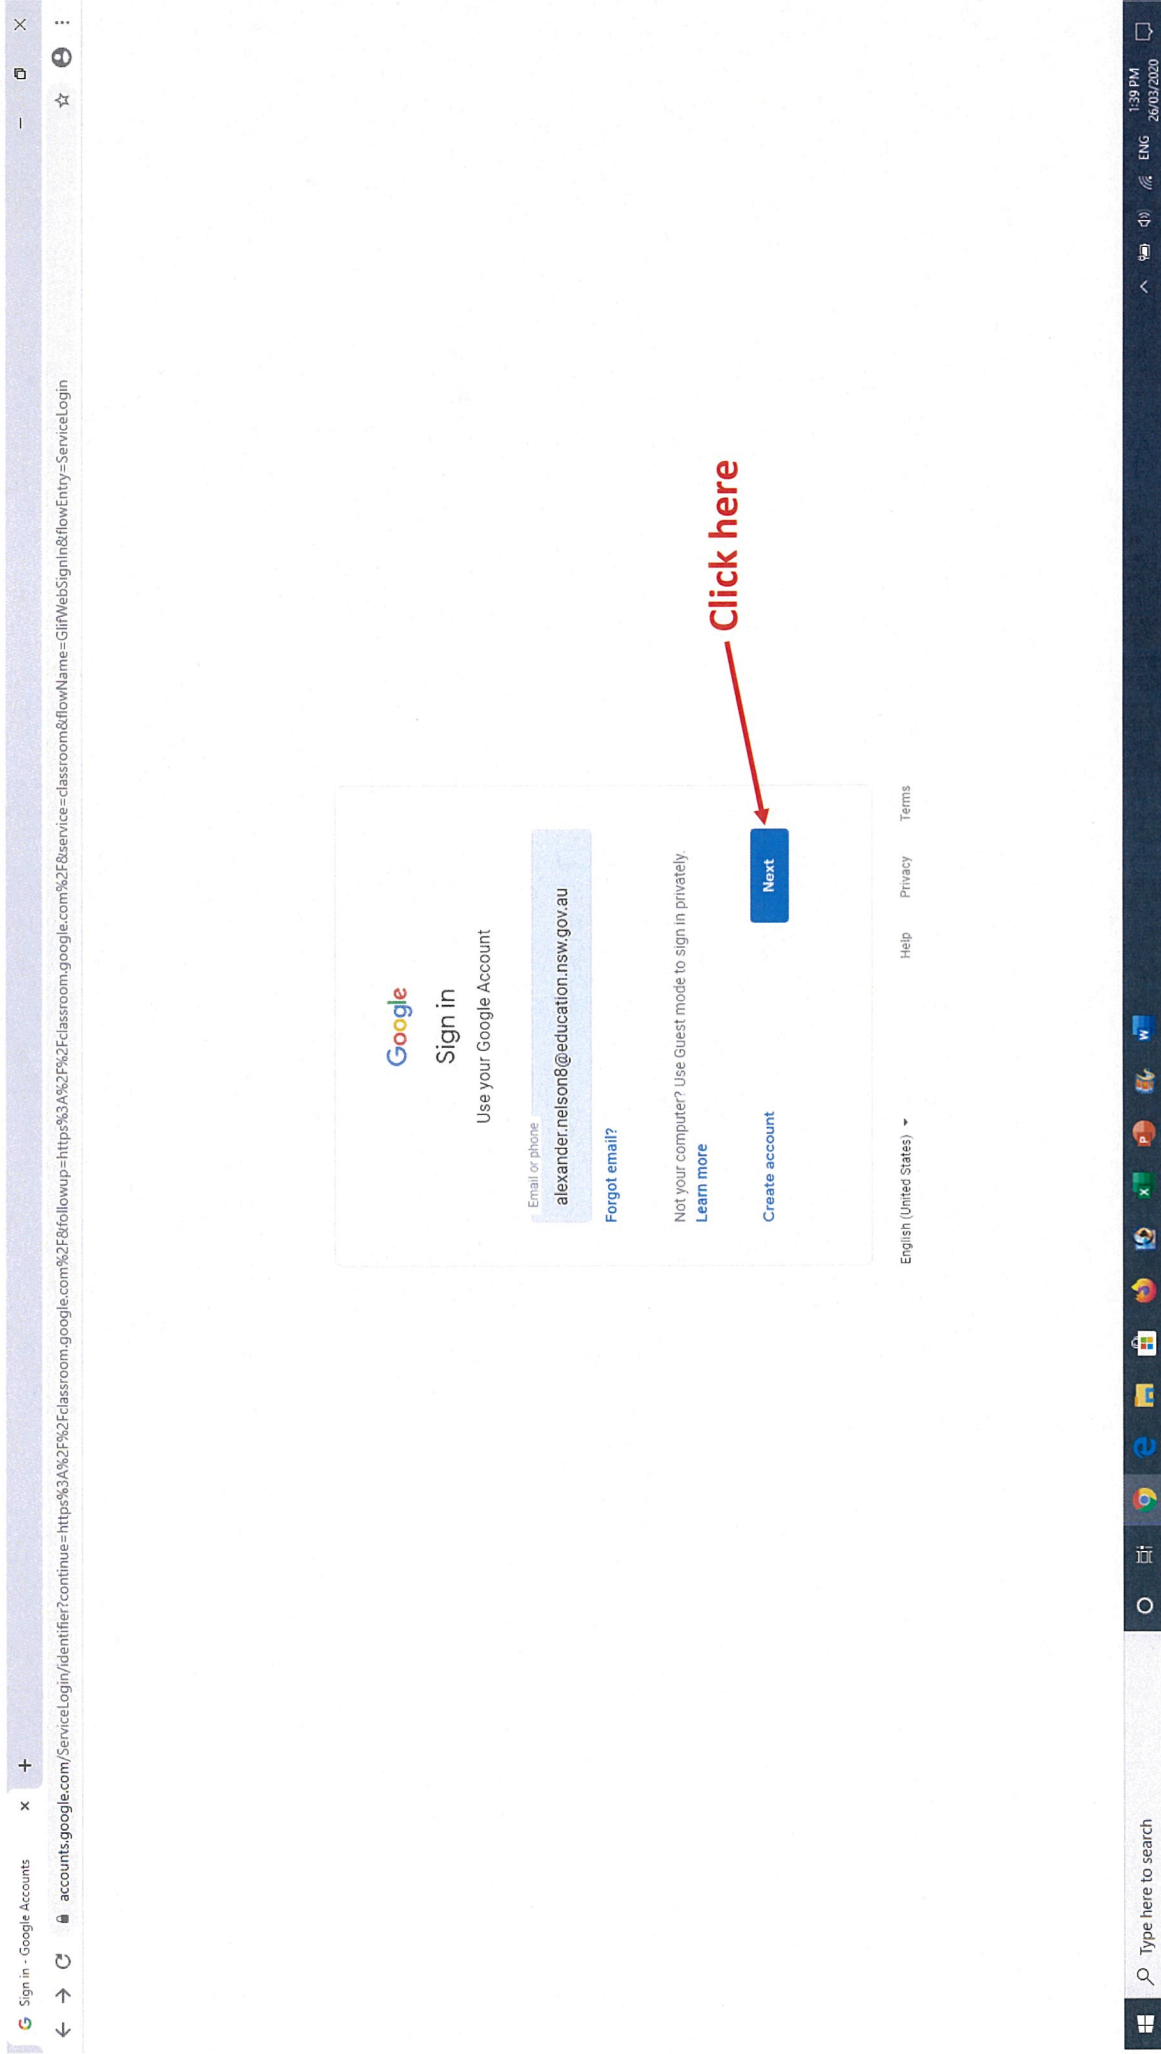 Sign in - Google Accounts
accounts.google.com/ServiceLogin/identifier?continue=https%3A%2F%2Fclassroom.google.com%2F&followup=https%3A%2F%2Fclassroom.google.com%2F&service=classroom&flowName=GlifWebSignIn&flowEntry=ServiceLogin
Google
Sign in
Use your Google Account
Email or phone
alexander.nelson8@education.nsw.gov.au
Forgot email?
Not your computer? Use Guest mode to sign in privately.
Learn more
Create account
Next
Click here
English (United States)
Help
Privacy
Terms
Type here to search
ENG
1:39 PM
26/03/2020